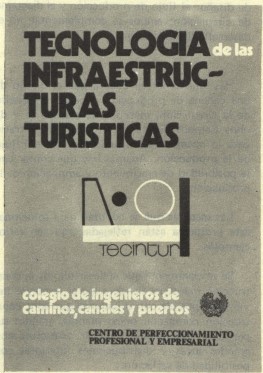 TECNOLOGIA de las
INFRAESTRUC-
TURAS
TURISTICAS
Tecintur
colegio de ingenieros de
caminos, canales y puertos
CENTRO DE PERFECCIONAMIENTO
PROFESIONAL Y EMPRESARIAL